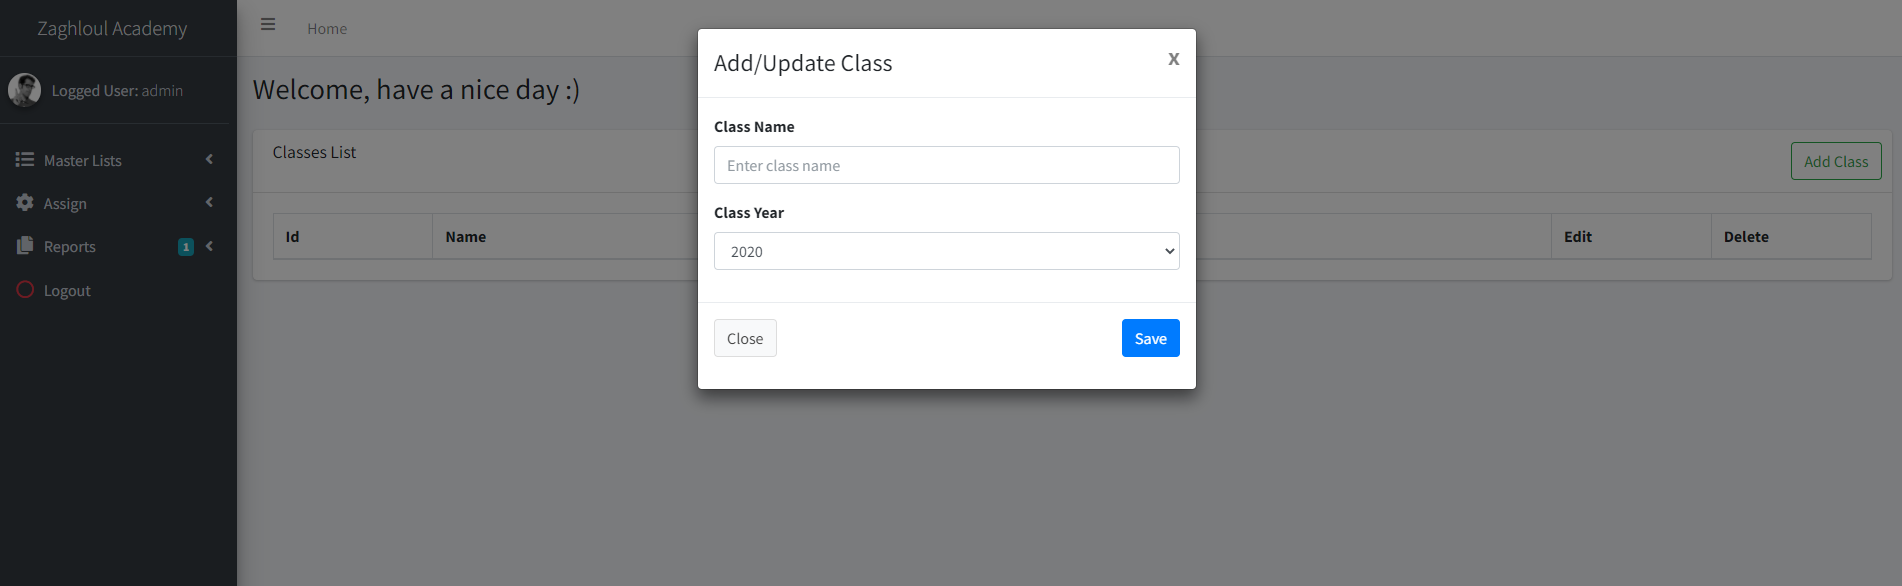 Zaghloul Academy
Home
Logged User: admin
Master Lists
Assign
Reports 1
Logout
Welcome, have a nice day :)
Classes List
Add Class
Id Name Edit Delete
Add/Update Class X
Class Name
Enter class name
Class Year
2020
Close Save